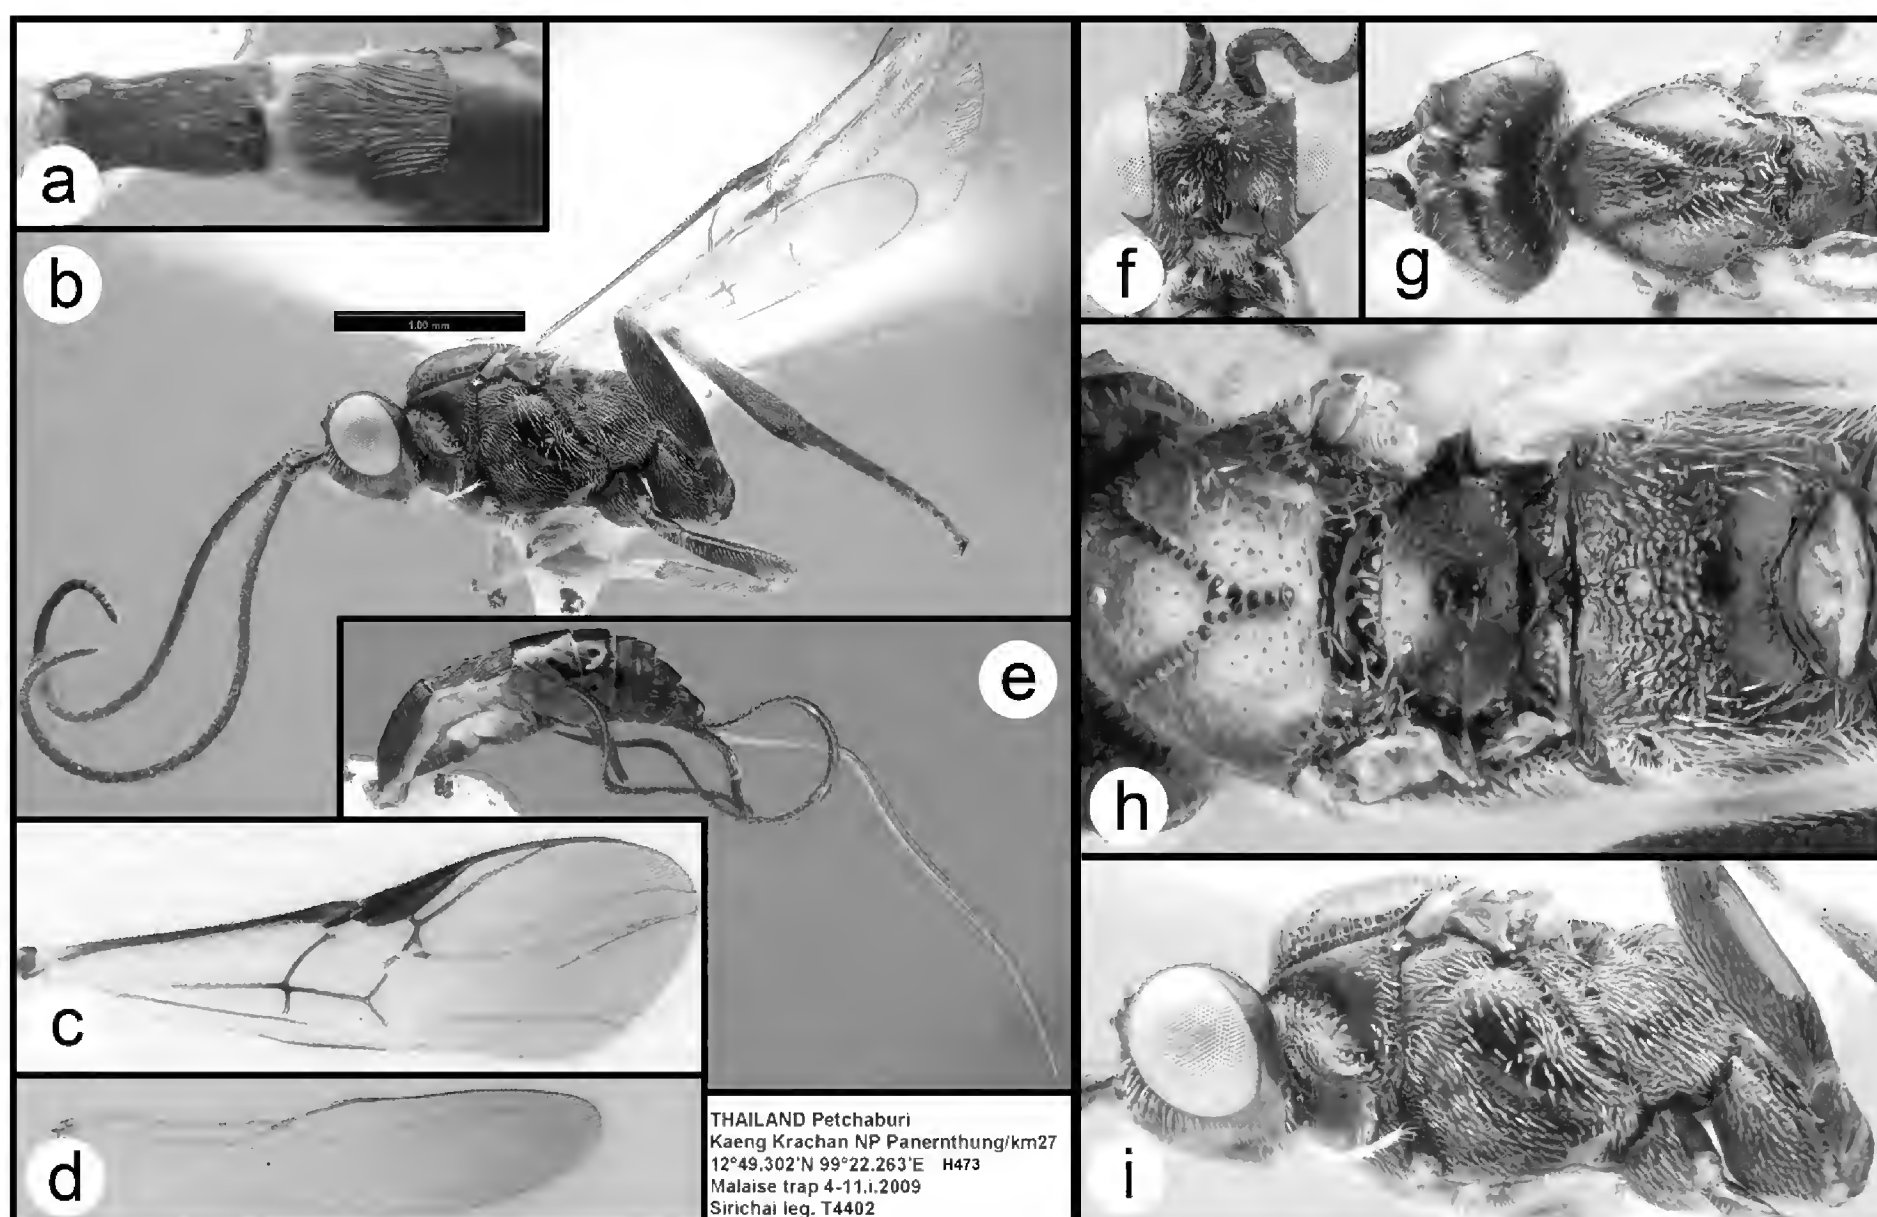 a
b
1.00 mm
c
d
e
f
g
h
i
THAILAND Petchaburi
Kaeng Krachan NP Panernthung/km27
12°49.302'N 99°22.263'E H473
Malaise trap 4-11.i.2009
Sirichai leg. T4402